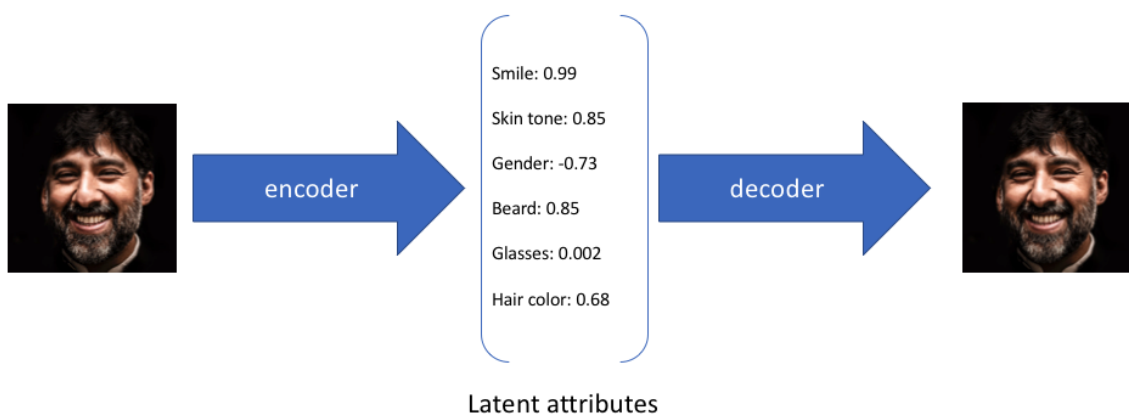 encoder
Smile: 0.99
Skin tone: 0.85
Gender: -0.73
Beard: 0.85
Glasses: 0.002
Hair color: 0.68
decoder
Latent attributes